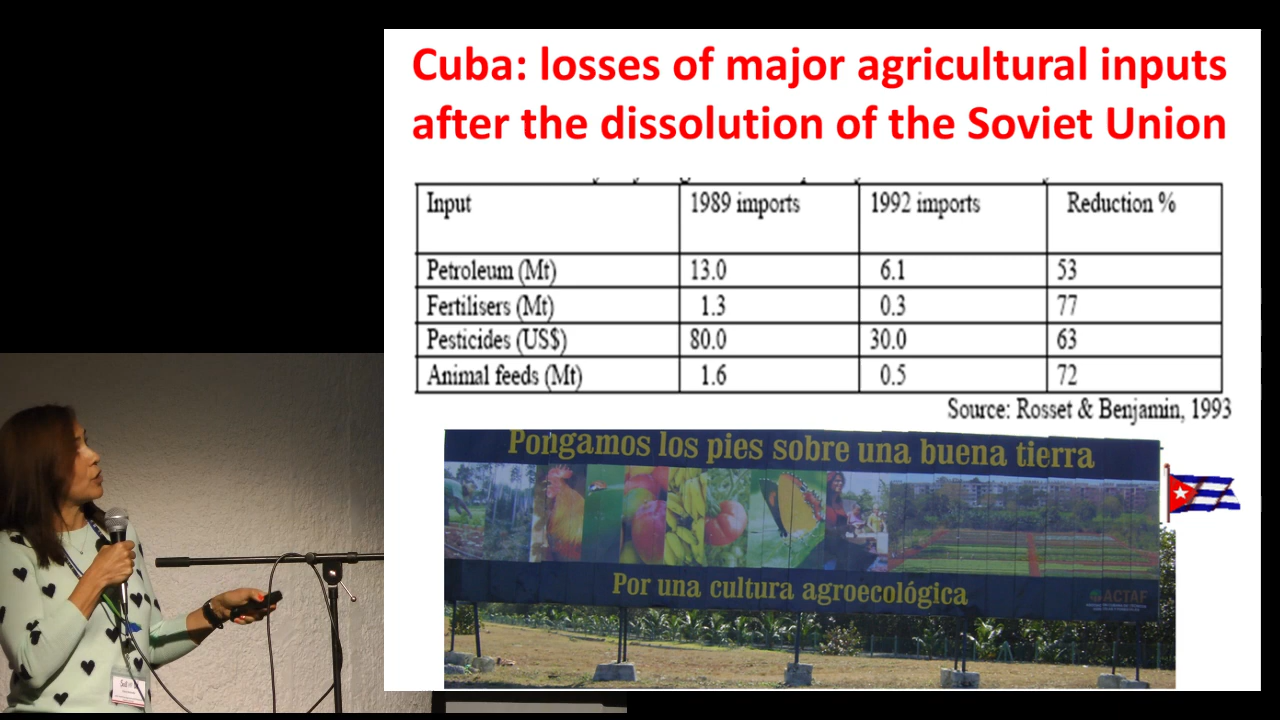 Cuba: losses of major agricultural inputs
after the dissolution of the Soviet Union
Input 1989 imports 1992 imports Reduction %
Petroleum (Mt) 13.0 6.1 53
Fertilisers (Mt) 1.3 0.3 77
Pesticides (US$) 80.0 30.0 63
Animal feeds (Mt) 1.6 0.5 72
Source: Rosset & Benjamin, 1993
Pongamos los pies sobre una buena tierra
Por una cultura agroecológica
ACTAF